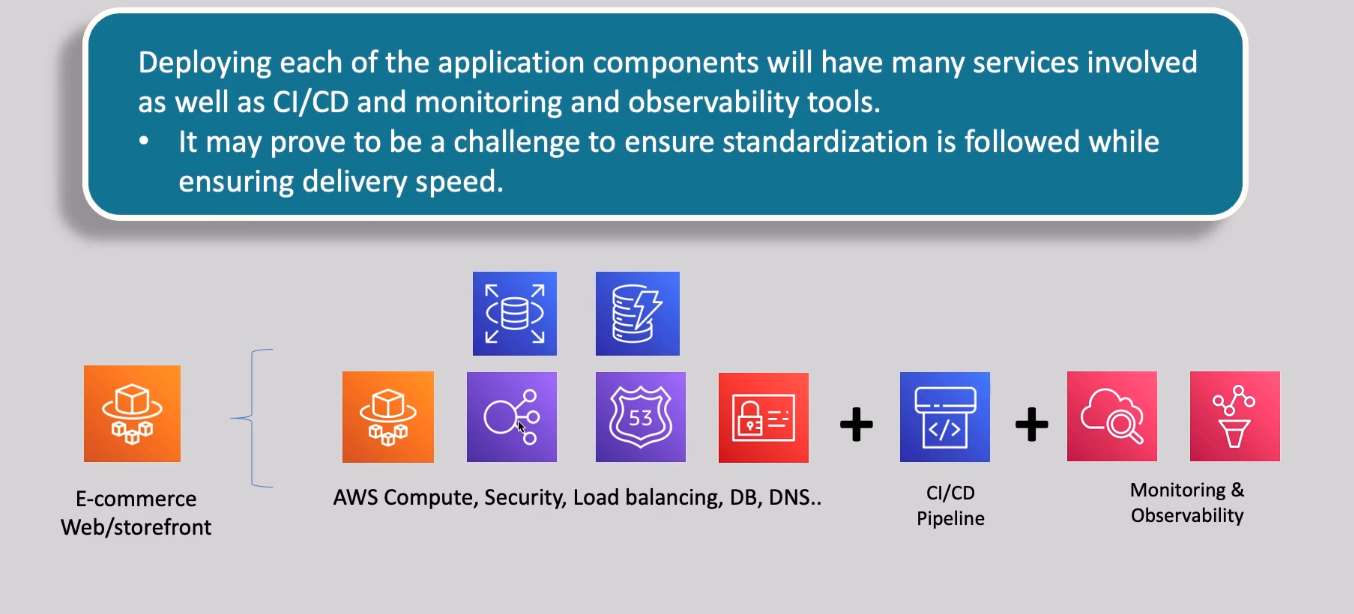 Deploying each of the application components will have many services involved
as well as CI/CD and monitoring and observability tools.
• It may prove to be a challenge to ensure standardization is followed while
ensuring delivery speed.
53
</>
E-commerce
Web/storefront
AWS Compute, Security, Load balancing, DB, DNS..
CI/CD
Pipeline
Monitoring &
Observability